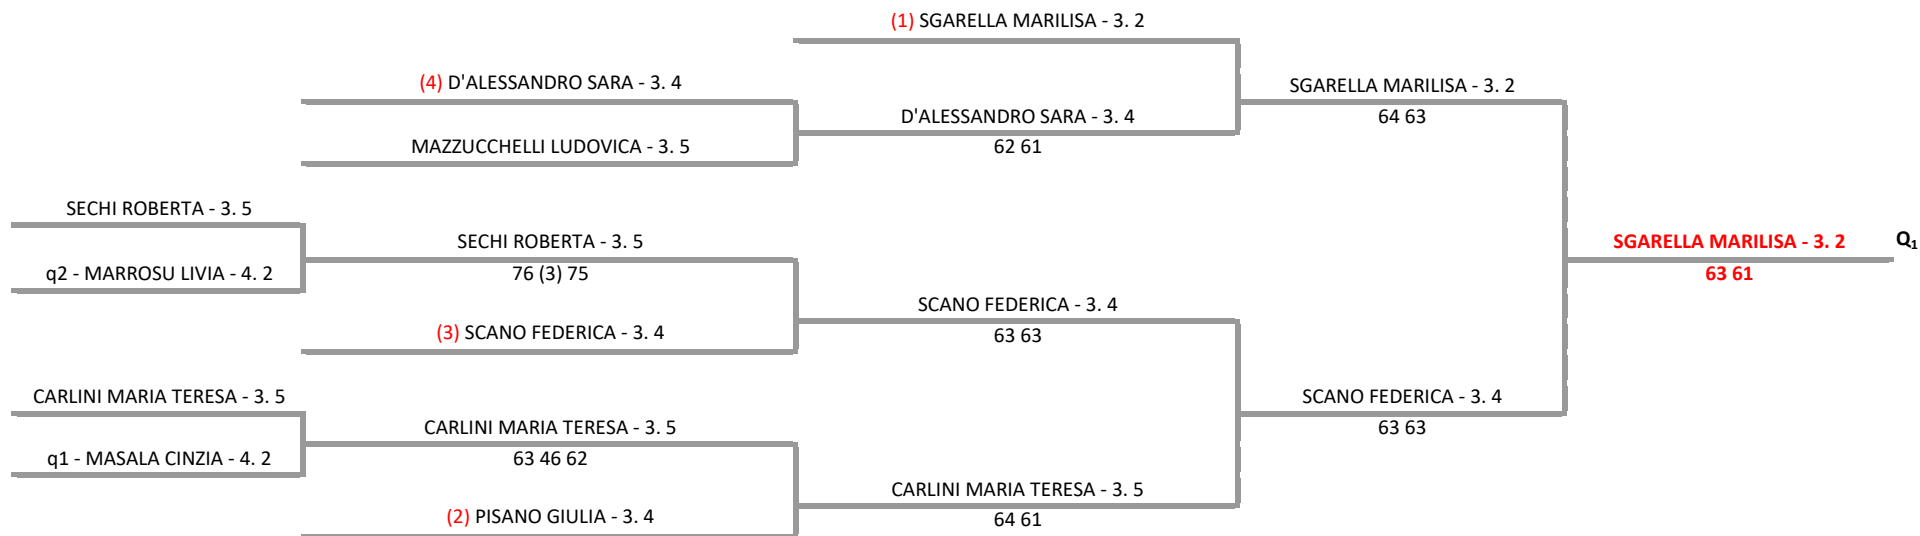 (1) SGARELLA MARILISA - 3. 2
(4) D'ALESSANDRO SARA - 3. 4
SGARELLA MARILISA - 3. 2
64 63
D'ALESSANDRO SARA - 3. 4
62 61
MAZZUCCHELLI LUDOVICA - 3. 5
SECHI ROBERTA - 3. 5
SECHI ROBERTA - 3. 5
76 (3) 75
SGARELLA MARILISA - 3. 2
63 61
Q1
q2 - MARROSU LIVIA - 4. 2
SCANO FEDERICA - 3. 4
63 63
(3) SCANO FEDERICA - 3. 4
CARLINI MARIA TERESA - 3. 5
SCANO FEDERICA - 3. 4
63 63
CARLINI MARIA TERESA - 3. 5
63 46 62
q1 - MASALA CINZIA - 4. 2
CARLINI MARIA TERESA - 3. 5
64 61
(2) PISANO GIULIA - 3. 4